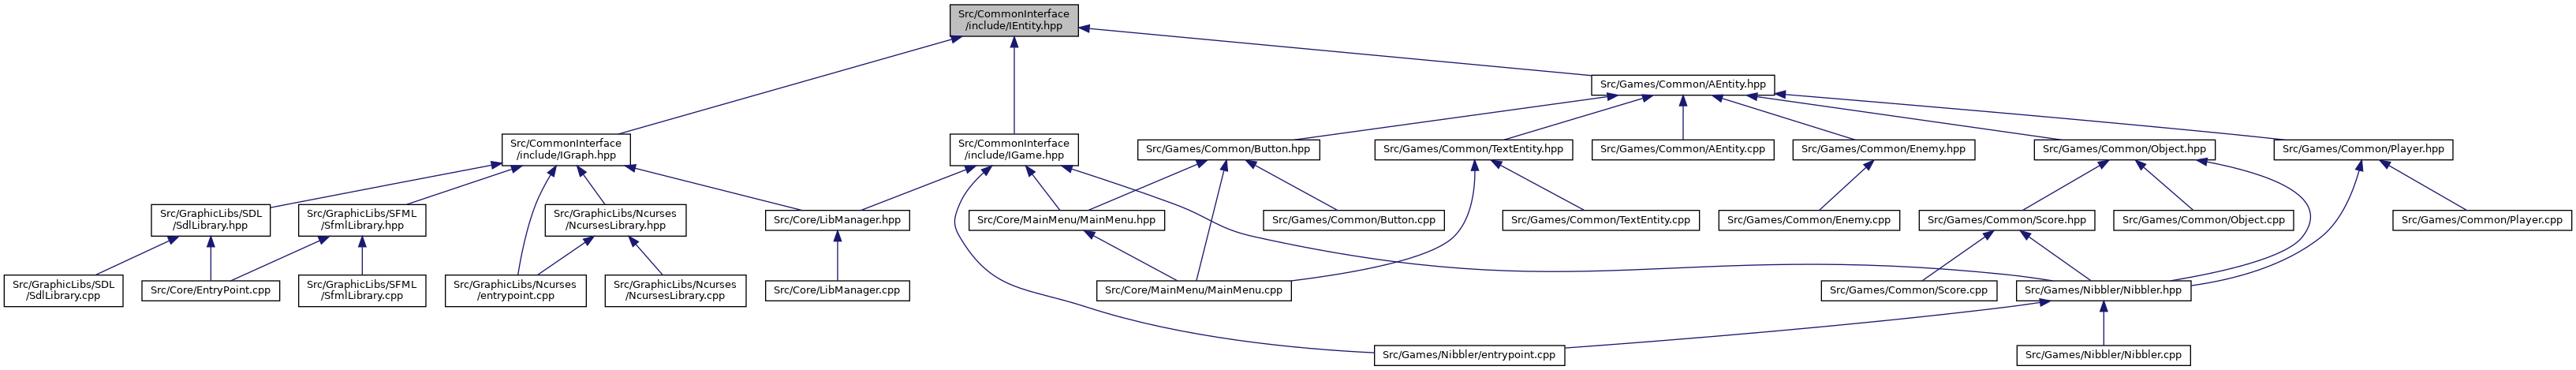 Src/CommonInterface
/include/IEntity.hpp
Src/Games/Common/AEntity.hpp
Src/CommonInterface
/include/IGraph.hpp
Src/CommonInterface
/include/IGame.hpp
Src/Games/Common/Button.hpp
Src/Games/Common/TextEntity.hpp
Src/Games/Common/AEntity.cpp
Src/Games/Common/Enemy.hpp
Src/Games/Common/Object.hpp
Src/Games/Common/Player.hpp
Src/GraphicLibs/SDL
/SdlLibrary.hpp
Src/GraphicLibs/SFML
/SfmlLibrary.hpp
Src/GraphicLibs/Ncurses
/NcursesLibrary.hpp
Src/Core/LibManager.hpp
Src/Core/MainMenu/MainMenu.hpp
Src/Games/Common/Button.cpp
Src/Games/Common/TextEntity.cpp
Src/Games/Common/Enemy.cpp
Src/Games/Common/Score.hpp
Src/Games/Common/Object.cpp
Src/Games/Common/Player.cpp
Src/GraphicLibs/SDL
/SdlLibrary.cpp
Src/Core/EntryPoint.cpp
Src/GraphicLibs/SFML
/SfmlLibrary.cpp
Src/GraphicLibs/Ncurses
/entrypoint.cpp
Src/GraphicLibs/Ncurses
/NcursesLibrary.cpp
Src/Core/LibManager.cpp
Src/Core/MainMenu/MainMenu.cpp
Src/Games/Common/Score.cpp
Src/Games/Nibbler/Nibbler.hpp
Src/Games/Nibbler/entrypoint.cpp
Src/Games/Nibbler/Nibbler.cpp